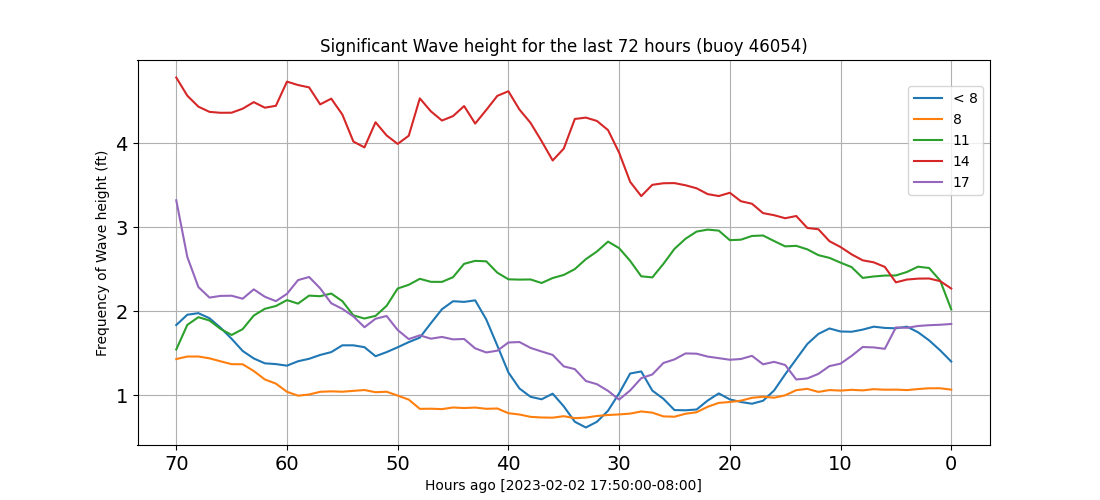 Significant Wave height for the last 72 hours (buoy 46054)
Frequency of Wave height (ft)
4
3
2
1
< 8
8
11
14
17
70 60 50 40 30 20 10 0
Hours ago [2023-02-02 17:50:00-08:00]